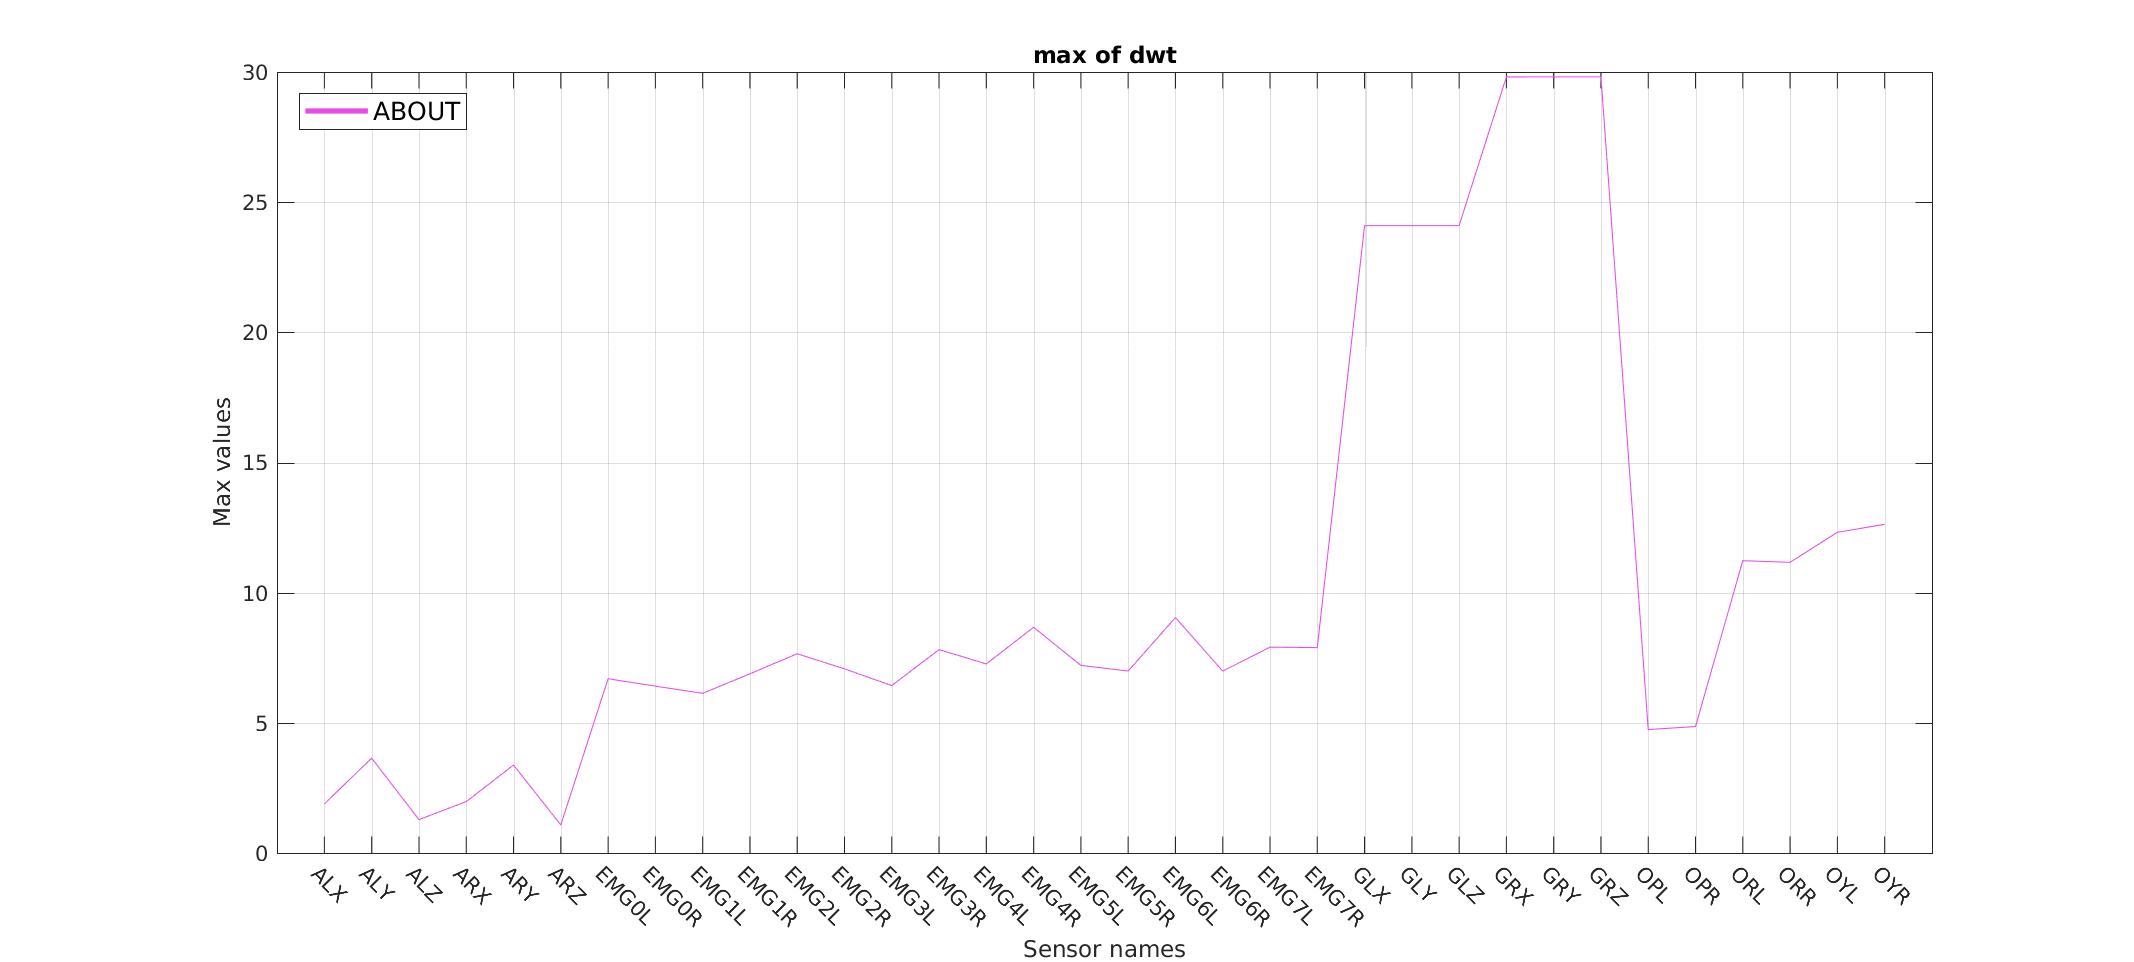 max of dwt
ABOUT
30
25
20
15
10
5
0
Max values
ALX ALY ALZ ARX ARY ARZ EMG0L EMG0R EMG1L EMG1R EMG2L EMG2R EMG3L EMG3R EMG4L EMG4R EMG5L EMG5R EMG6L EMG6R EMG7L EMG7R GLX GLY GLZ GRX GRY GRZ OPL OPR ORL ORR OYL OYR
Sensor names